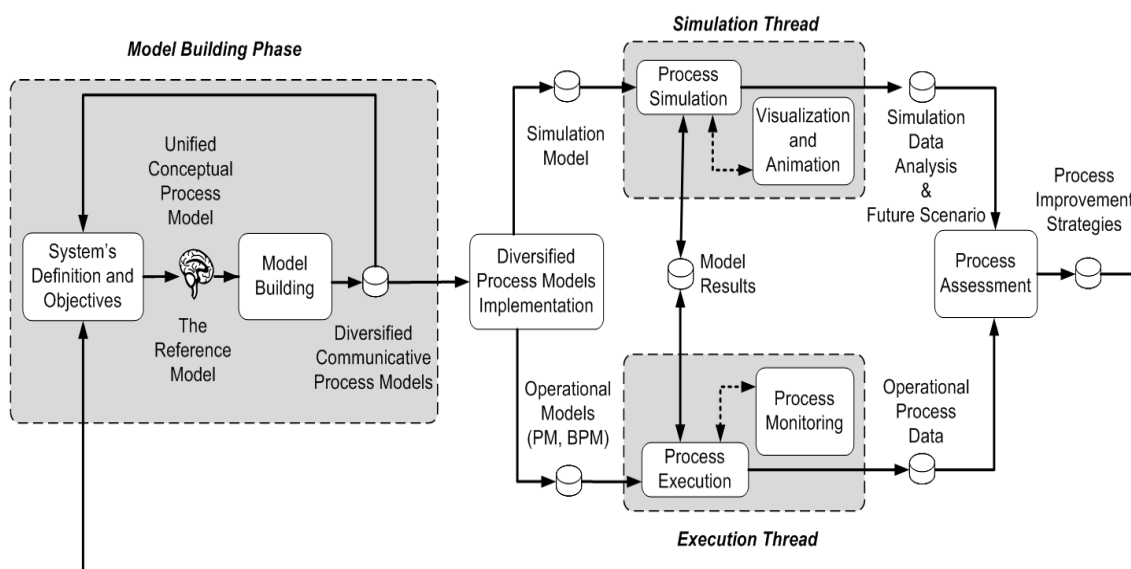 Model Building Phase
Unified
Conceptual
Process
Model
System's
Definition and
Objectives
The
Reference
Model
Model
Building
Diversified
Communicative
Process Models
Diversified
Process Models
Implementation
Simulation
Model
Operational
Models
(PM, BPM)
Simulation Thread
Process
Simulation
Visualization
and
Animation
Model
Results
Process
Monitoring
Process
Execution
Execution Thread
Simulation
Data
Analysis
&
Future Scenario
Operational
Process
Data
Process
Assessment
Process
Improvement
Strategies